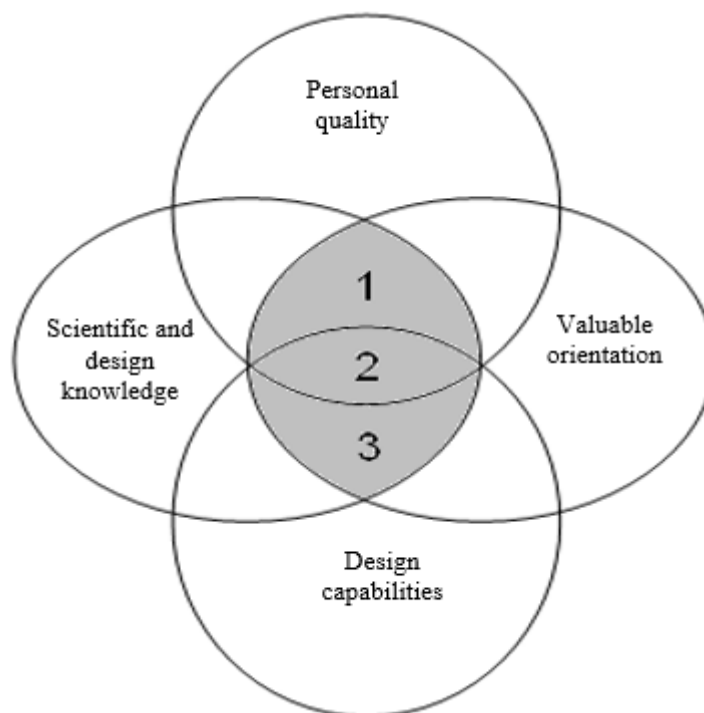 Personal
quality
1
Scientific and
design
knowledge
Valuable
orientation
2
3
Design
capabilities